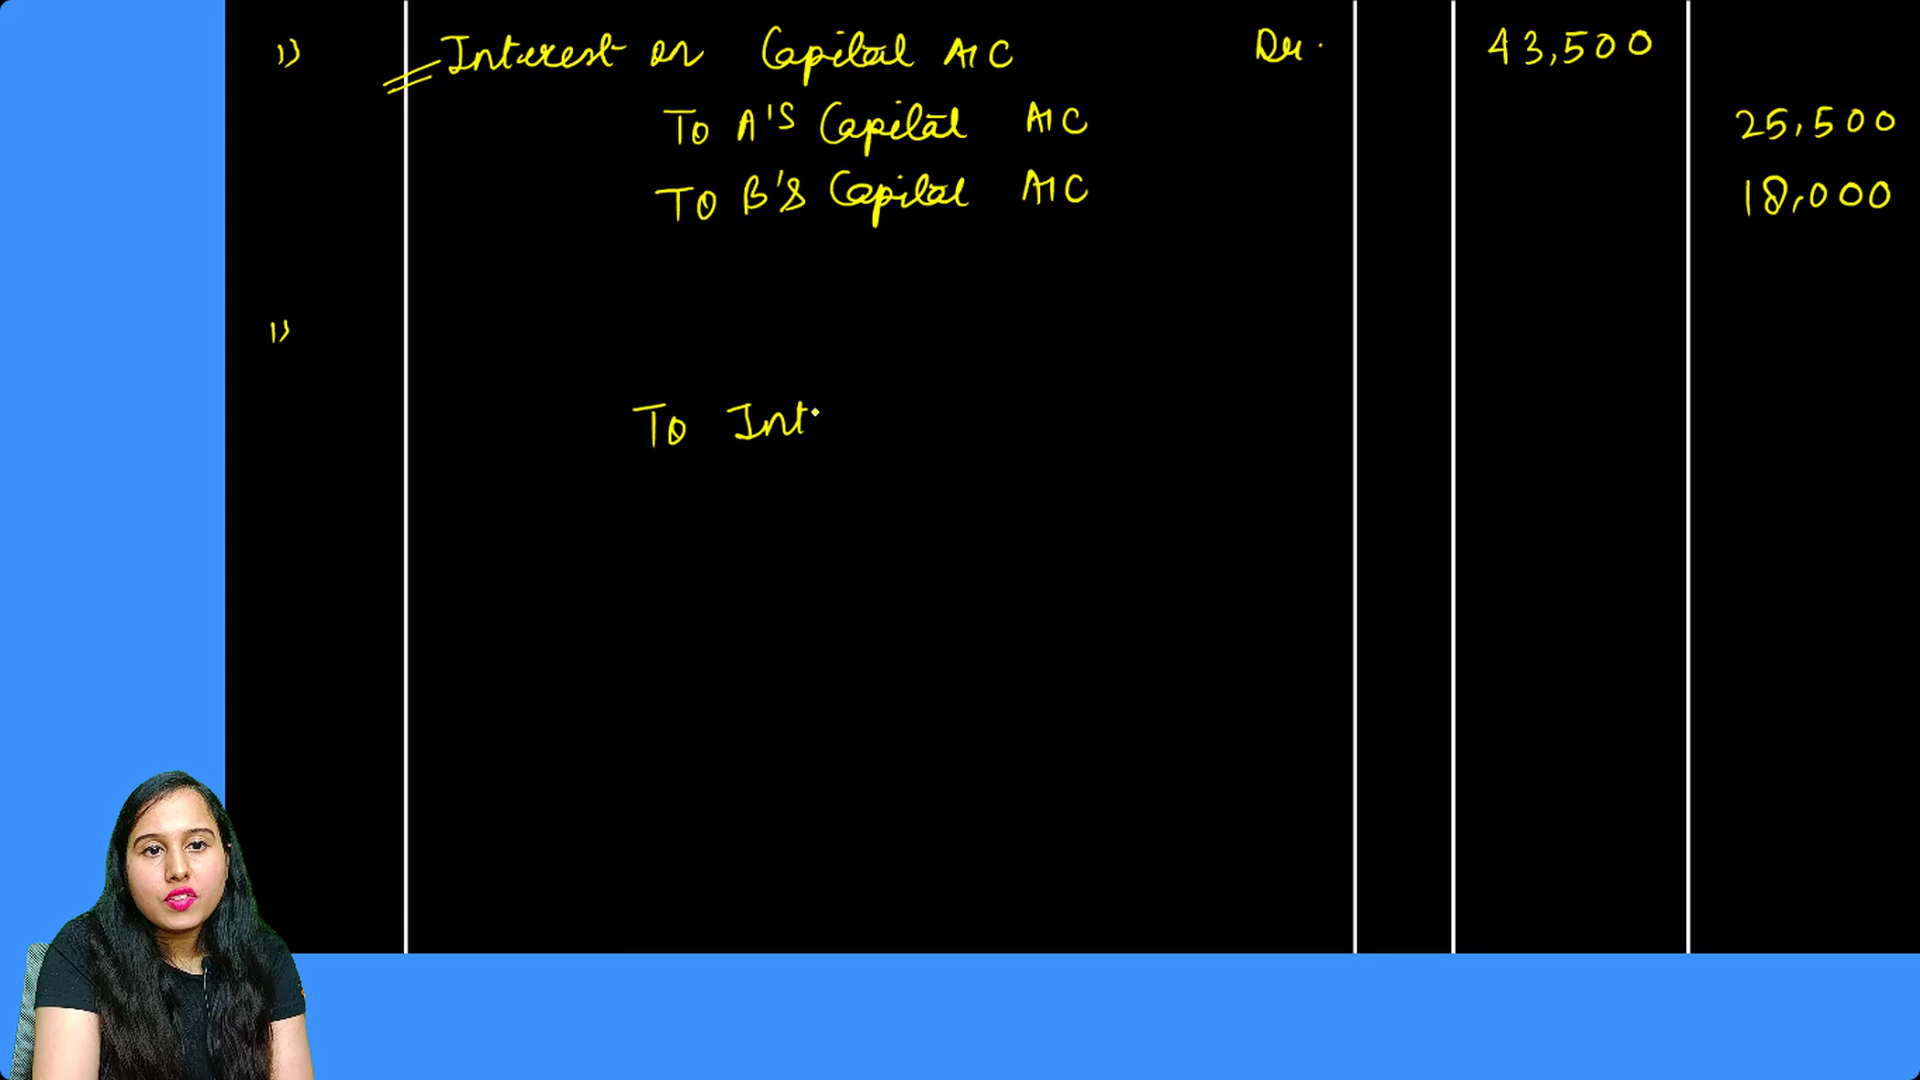 1) Interest on Capital A/C Dr. 43,500
To A's Capital A/C 25,500
To B's Capital A/C 18,000
1)
To Int